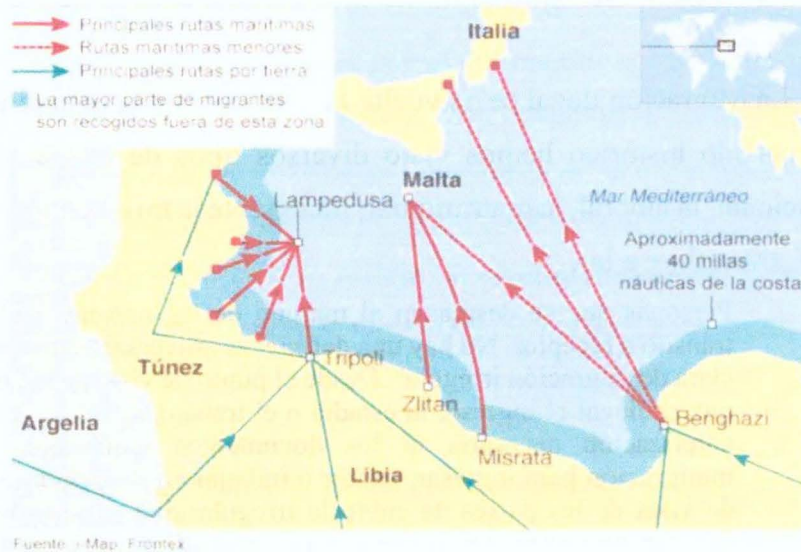 Principales rutas marítimas
Rutas marítimas menores
Principales rutas por tierra
La mayor parte de migrantes
son recogidos fuera de esta zona
Italia
Malta
Lampedusa
Mar Mediterráneo
Aproximadamente
40 millas
náuticas de la costa
Túnez
Trípoli
Zlitan
Benghazi
Argelia
Misrata
Libia
Fuente: i-Map, Frontex